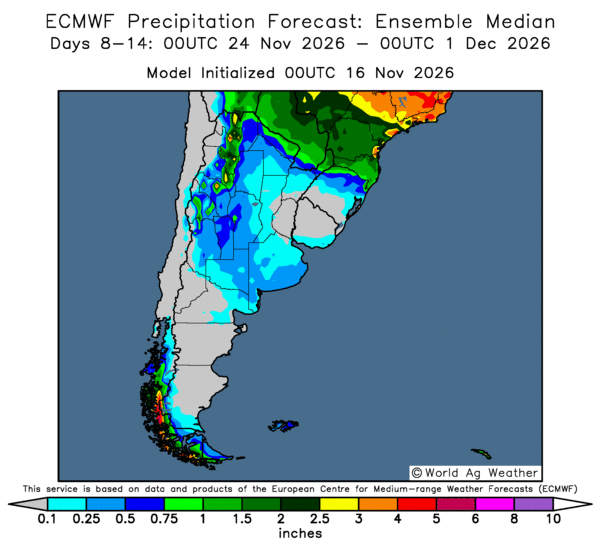 ECMWF Precipitation Forecast: Ensemble Median
Days 8-14: 00UTC 24 Nov 2026 - 00UTC 1 Dec 2026
Model Initialized 00UTC 16 Nov 2026
© World Ag Weather
This service is based on data and products of the European Centre for Medium-range Weather Forecasts (ECMWF)
0.1 0.25 0.5 0.75 1 1.5 2 2.5 3 4 5 6 8 10
inches